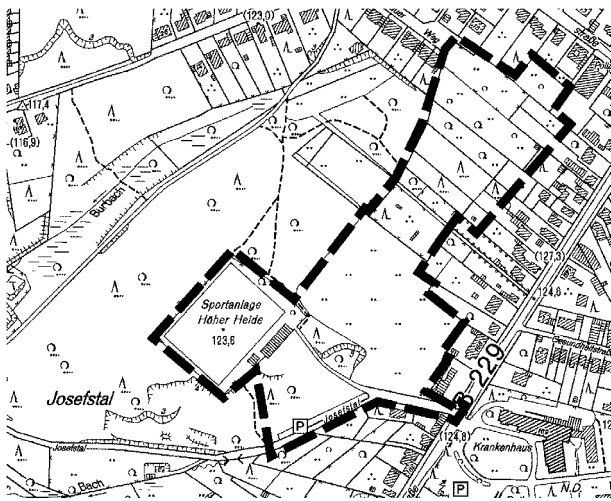 (123,0)
Weg
117,4
(116,9)
Burbach
(127,3)
124,6
Sportanlage
Höher Heide
123,6
B 229
Josefstal
P
Josefstal
(124,8)
Krankenhaus
Josefstal
Bach
P
N.D.